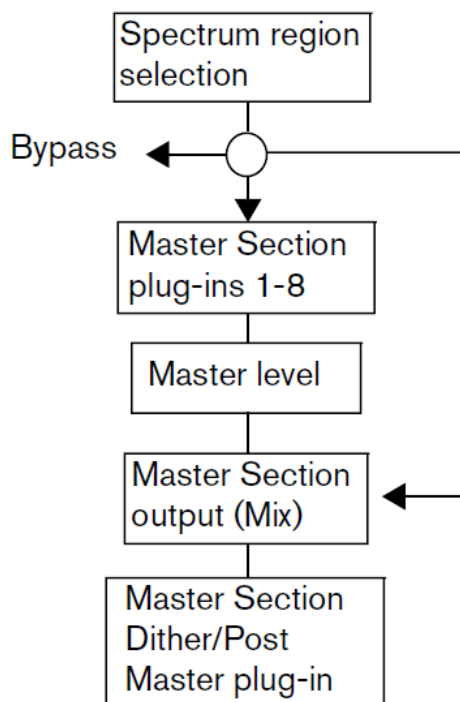 Spectrum region
selection
Bypass
Master Section
plug-ins 1-8
Master level
Master Section
output (Mix)
Master Section
Dither/Post
Master plug-in